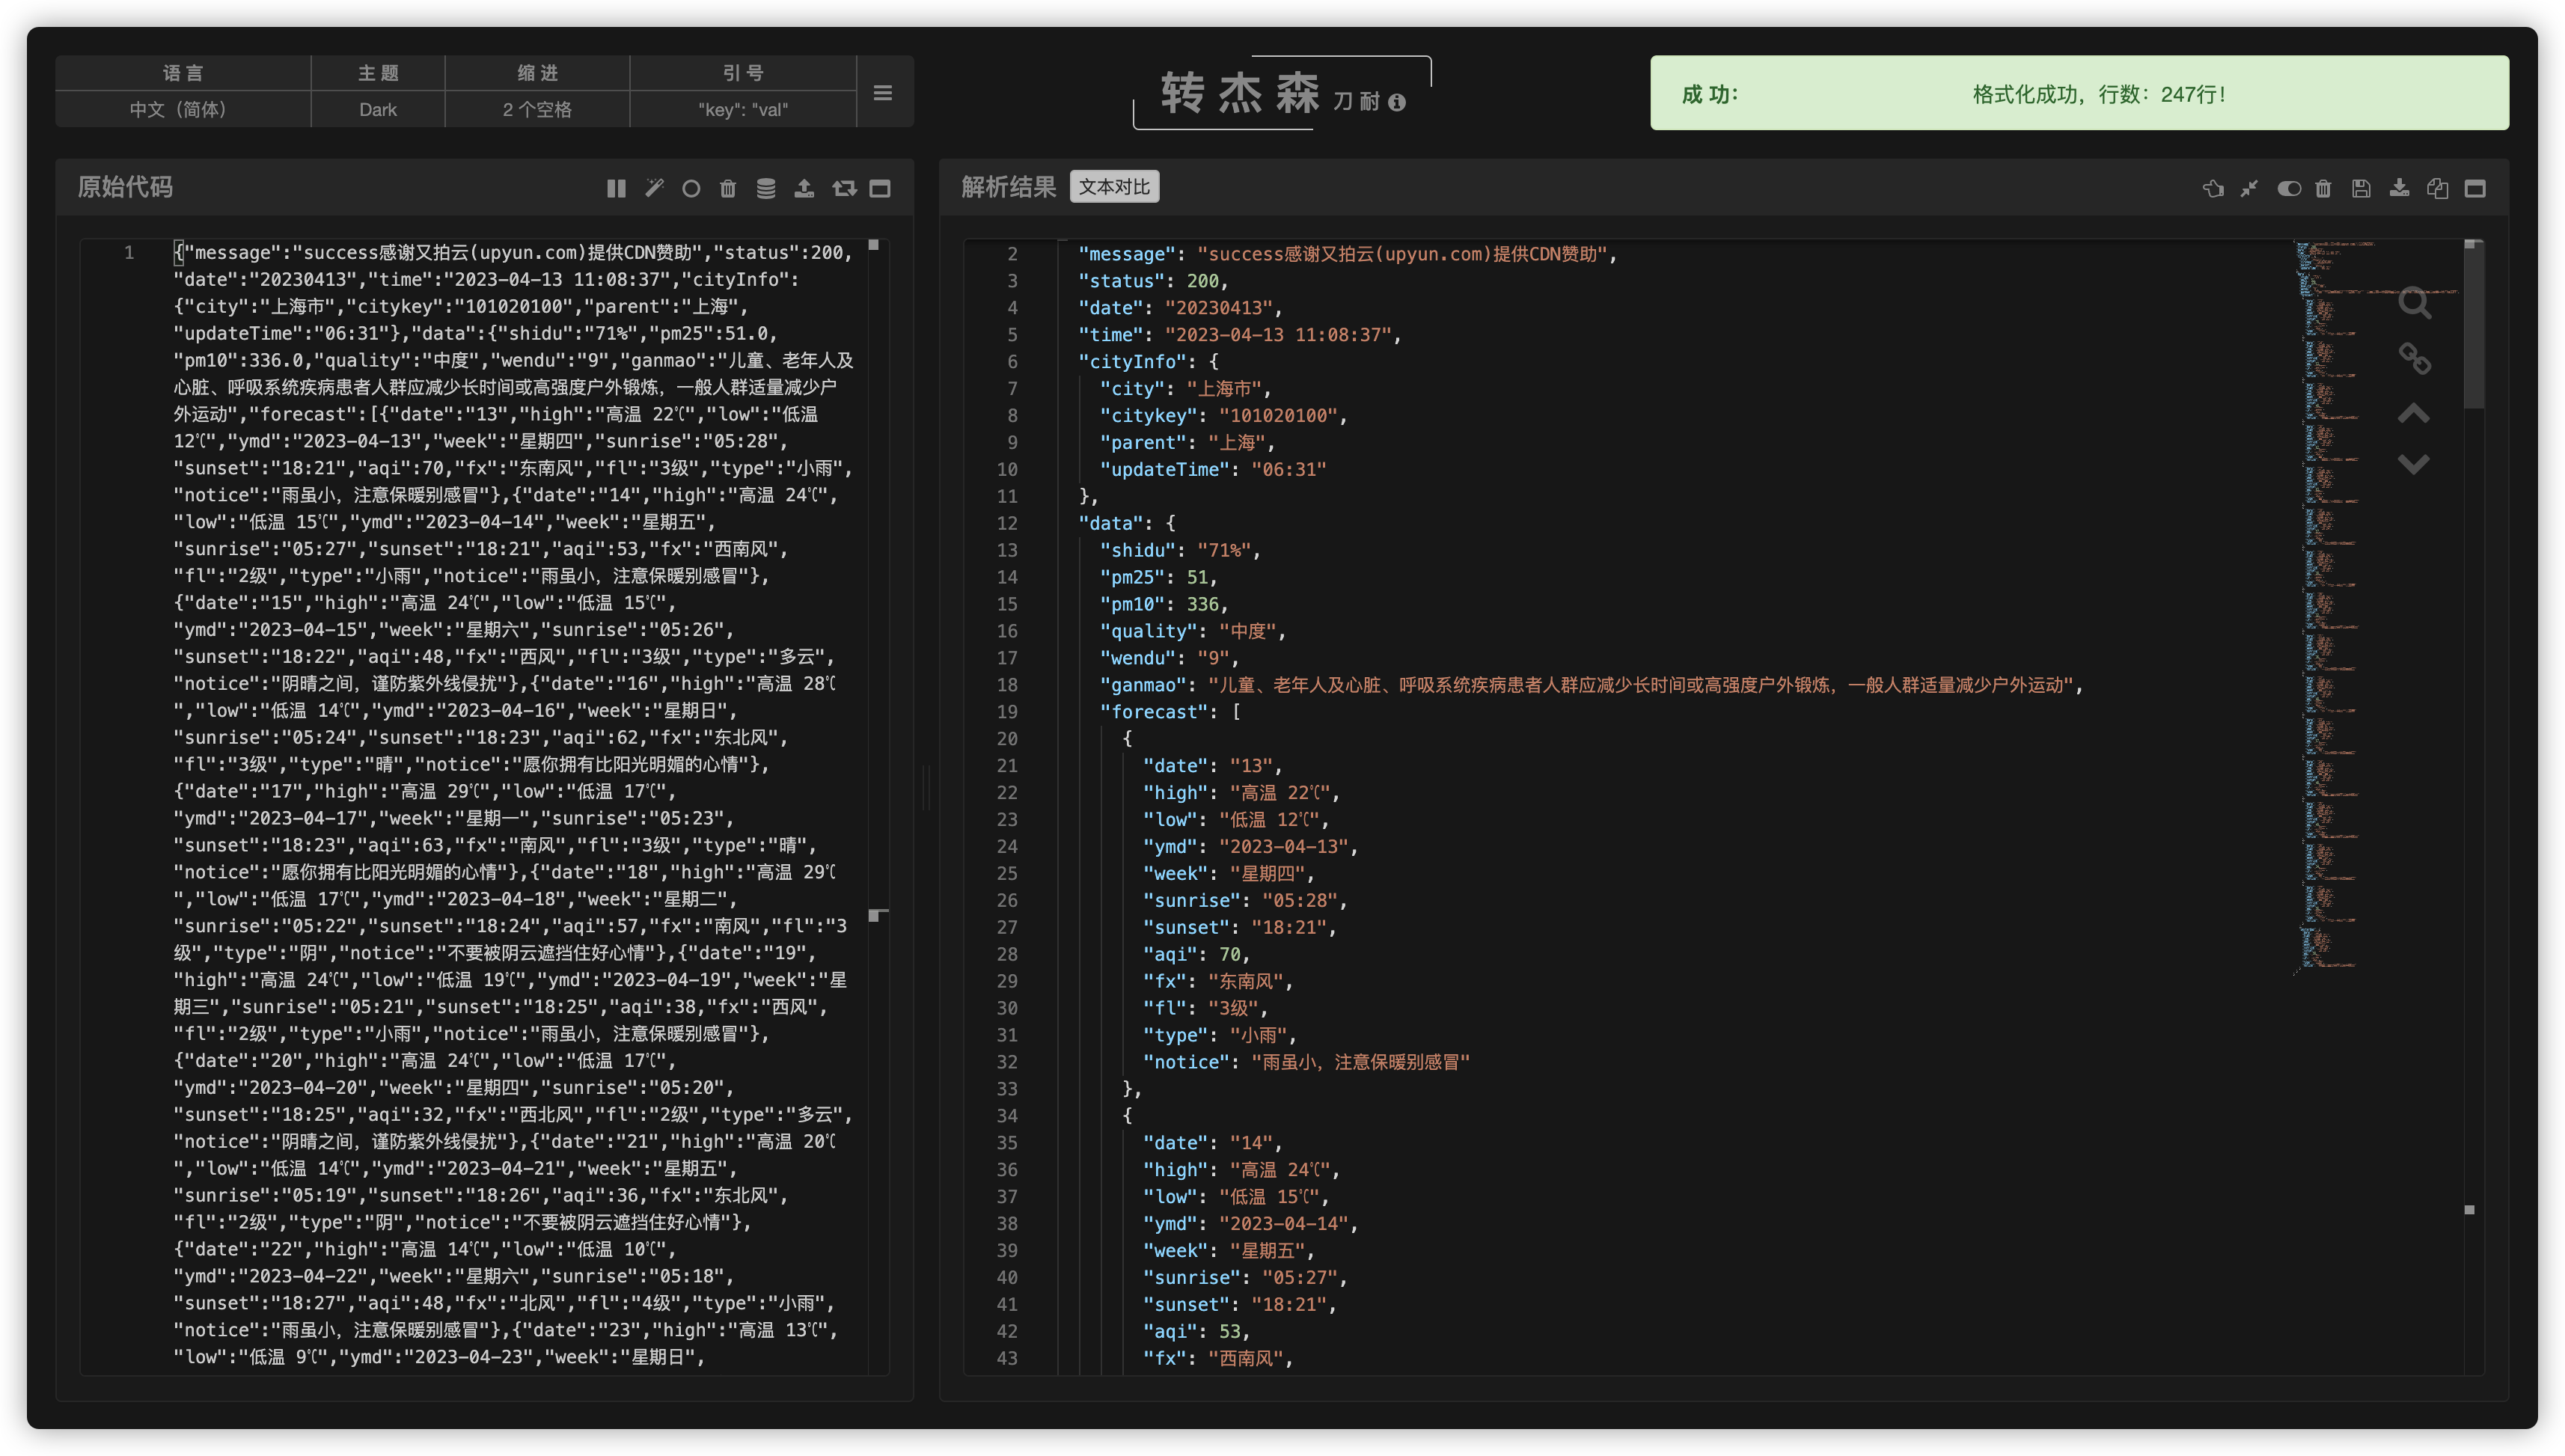 语 言 主 题 缩 进 引 号
中文（简体） Dark 2 个空格 "key": "val"
转 杰 森 刀 耐
成 功： 格式化成功，行数：247行！
原始代码
1 {"message":"success感谢又拍云(upyun.com)提供CDN赞助","status":200,
"date":"20230413","time":"2023-04-13 11:08:37","cityInfo":
{"city":"上海市","citykey":"101020100","parent":"上海",
"updateTime":"06:31"},"data":{"shidu":"71%","pm25":51.0,
"pm10":336.0,"quality":"中度","wendu":"9","ganmao":"儿童、老年人及
心脏、呼吸系统疾病患者人群应减少长时间或高强度户外锻炼，一般人群适量减少户
外运动","forecast":[{"date":"13","high":"高温 22℃","low":"低温
12℃","ymd":"2023-04-13","week":"星期四","sunrise":"05:28",
"sunset":"18:21","aqi":70,"fx":"东南风","fl":"3级","type":"小雨",
"notice":"雨虽小，注意保暖别感冒"},{"date":"14","high":"高温 24℃",
"low":"低温 15℃","ymd":"2023-04-14","week":"星期五",
"sunrise":"05:27","sunset":"18:21","aqi":53,"fx":"西南风",
"fl":"2级","type":"小雨","notice":"雨虽小，注意保暖别感冒"},
{"date":"15","high":"高温 24℃","low":"低温 15℃",
"ymd":"2023-04-15","week":"星期六","sunrise":"05:26",
"sunset":"18:22","aqi":48,"fx":"西风","fl":"3级","type":"多云",
"notice":"阴晴之间，谨防紫外线侵扰"},{"date":"16","high":"高温 28℃
","low":"低温 14℃","ymd":"2023-04-16","week":"星期日",
"sunrise":"05:24","sunset":"18:23","aqi":62,"fx":"东北风",
"fl":"3级","type":"晴","notice":"愿你拥有比阳光明媚的心情"},
{"date":"17","high":"高温 29℃","low":"低温 17℃",
"ymd":"2023-04-17","week":"星期一","sunrise":"05:23",
"sunset":"18:23","aqi":63,"fx":"南风","fl":"3级","type":"晴",
"notice":"愿你拥有比阳光明媚的心情"},{"date":"18","high":"高温 29℃
","low":"低温 17℃","ymd":"2023-04-18","week":"星期二",
"sunrise":"05:22","sunset":"18:24","aqi":57,"fx":"南风","fl":"3
级","type":"阴","notice":"不要被阴云遮挡住好心情"},{"date":"19",
"high":"高温 24℃","low":"低温 19℃","ymd":"2023-04-19","week":"星
期三","sunrise":"05:21","sunset":"18:25","aqi":38,"fx":"西风",
"fl":"2级","type":"小雨","notice":"雨虽小，注意保暖别感冒"},
{"date":"20","high":"高温 24℃","low":"低温 17℃",
"ymd":"2023-04-20","week":"星期四","sunrise":"05:20",
"sunset":"18:25","aqi":32,"fx":"西北风","fl":"2级","type":"多云",
"notice":"阴晴之间，谨防紫外线侵扰"},{"date":"21","high":"高温 20℃
","low":"低温 14℃","ymd":"2023-04-21","week":"星期五",
"sunrise":"05:19","sunset":"18:26","aqi":36,"fx":"东北风",
"fl":"2级","type":"阴","notice":"不要被阴云遮挡住好心情"},
{"date":"22","high":"高温 14℃","low":"低温 10℃",
"ymd":"2023-04-22","week":"星期六","sunrise":"05:18",
"sunset":"18:27","aqi":48,"fx":"北风","fl":"4级","type":"小雨",
"notice":"雨虽小，注意保暖别感冒"},{"date":"23","high":"高温 13℃",
"low":"低温 9℃","ymd":"2023-04-23","week":"星期日",
解析结果 文本对比
2 "message": "success感谢又拍云(upyun.com)提供CDN赞助",
3 "status": 200,
4 "date": "20230413",
5 "time": "2023-04-13 11:08:37",
6 "cityInfo": {
7 "city": "上海市",
8 "citykey": "101020100",
9 "parent": "上海",
10 "updateTime": "06:31"
11 },
12 "data": {
13 "shidu": "71%",
14 "pm25": 51,
15 "pm10": 336,
16 "quality": "中度",
17 "wendu": "9",
18 "ganmao": "儿童、老年人及心脏、呼吸系统疾病患者人群应减少长时间或高强度户外锻炼，一般人群适量减少户外运动",
19 "forecast": [
20 {
21 "date": "13",
22 "high": "高温 22℃",
23 "low": "低温 12℃",
24 "ymd": "2023-04-13",
25 "week": "星期四",
26 "sunrise": "05:28",
27 "sunset": "18:21",
28 "aqi": 70,
29 "fx": "东南风",
30 "fl": "3级",
31 "type": "小雨",
32 "notice": "雨虽小，注意保暖别感冒"
33 },
34 {
35 "date": "14",
36 "high": "高温 24℃",
37 "low": "低温 15℃",
38 "ymd": "2023-04-14",
39 "week": "星期五",
40 "sunrise": "05:27",
41 "sunset": "18:21",
42 "aqi": 53,
43 "fx": "西南风",